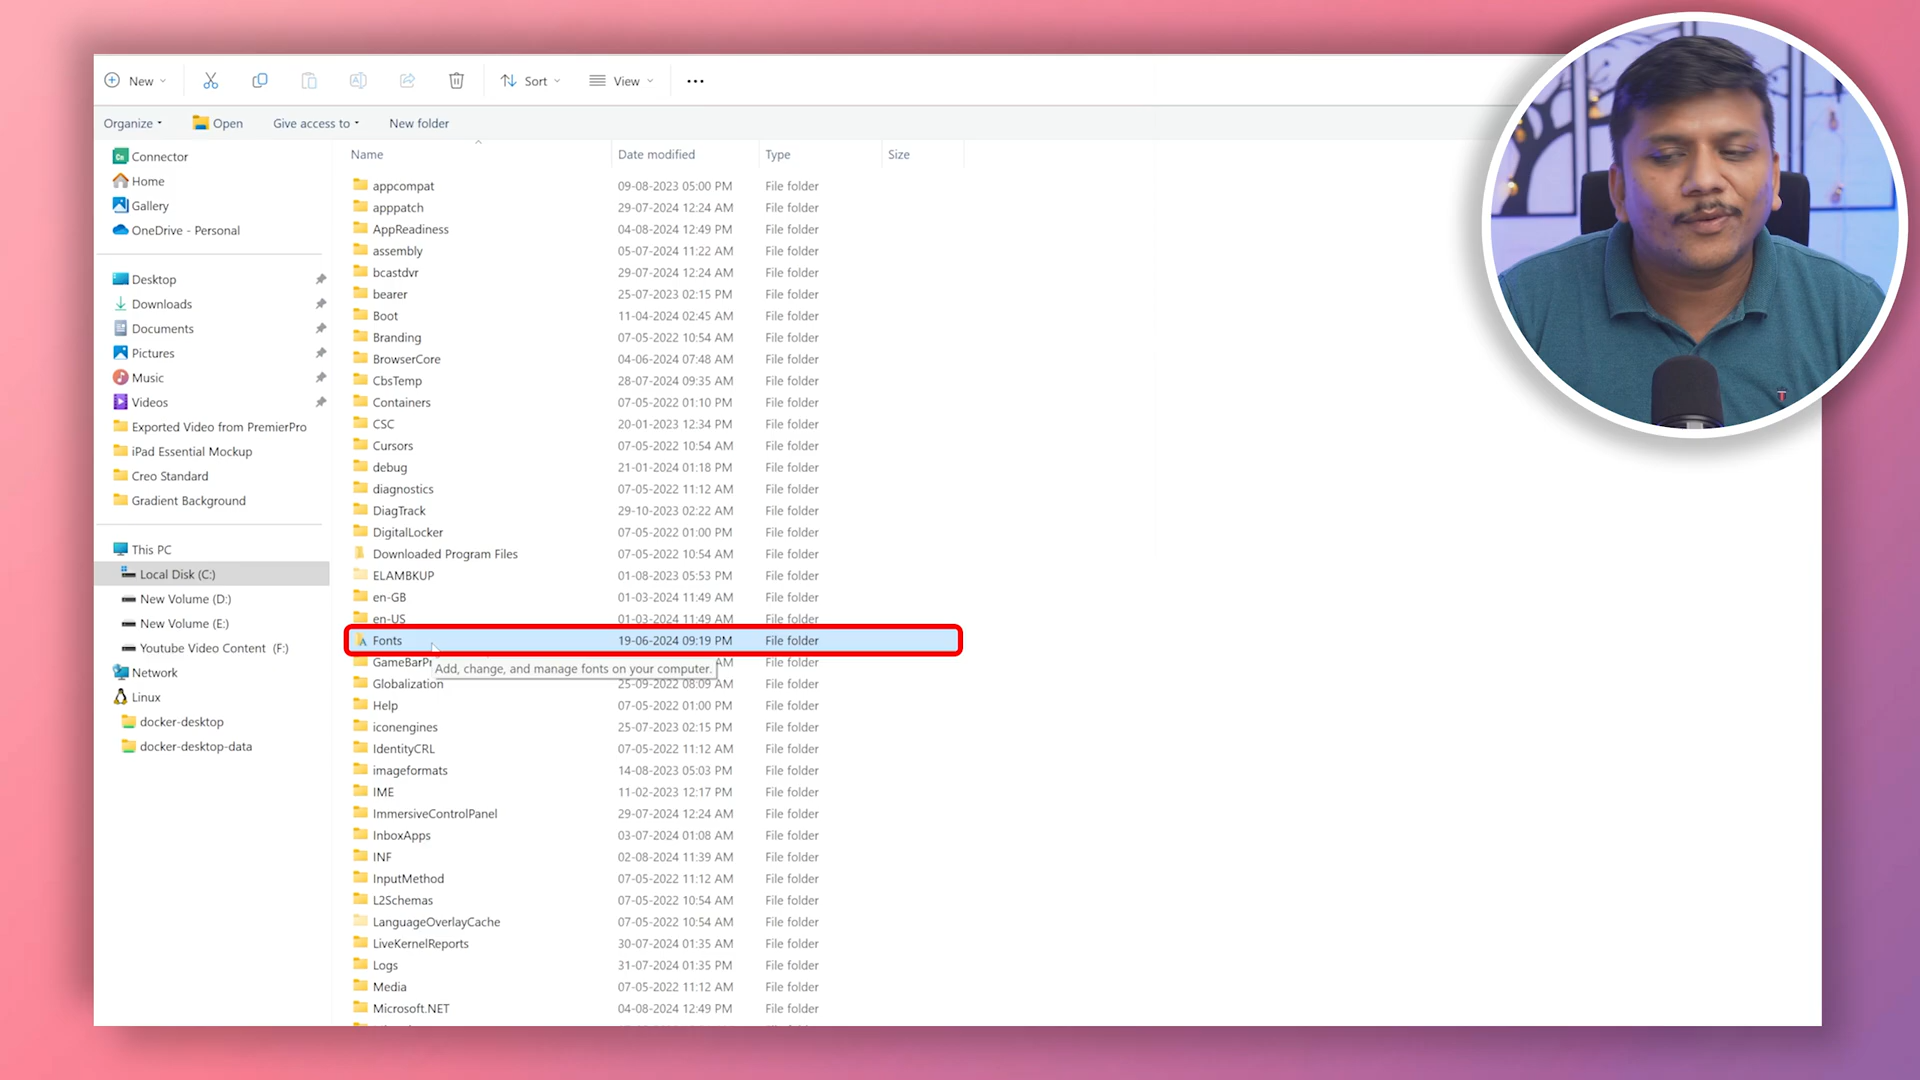 New
Sort
View
Organize
Open
Give access to
New folder
Connector
Home
Gallery
OneDrive - Personal
Desktop
Downloads
Documents
Pictures
Music
Videos
Exported Video from PremierPro
iPad Essential Mockup
Creo Standard
Gradient Background
This PC
Local Disk (C:)
New Volume (D:)
New Volume (E:)
Youtube Video Content (F:)
Network
Linux
docker-desktop
docker-desktop-data
Name Date modified Type Size
appcompat 09-08-2023 05:00 PM File folder
apppatch 29-07-2024 12:24 AM File folder
AppReadiness 04-08-2024 12:49 PM File folder
assembly 05-07-2024 11:22 AM File folder
bcastdvr 29-07-2024 12:24 AM File folder
bearer 25-07-2023 02:15 PM File folder
Boot 11-04-2024 02:45 AM File folder
Branding 07-05-2022 10:54 AM File folder
BrowserCore 04-06-2024 07:48 AM File folder
CbsTemp 28-07-2024 09:35 AM File folder
Containers 07-05-2022 01:10 PM File folder
CSC 20-01-2023 12:34 PM File folder
Cursors 07-05-2022 10:54 AM File folder
debug 21-01-2024 01:18 PM File folder
diagnostics 07-05-2022 11:12 AM File folder
DiagTrack 29-10-2023 02:22 AM File folder
DigitalLocker 07-05-2022 01:00 PM File folder
Downloaded Program Files 07-05-2022 10:54 AM File folder
ELAMBKUP 01-08-2023 05:53 PM File folder
en-GB 01-03-2024 11:49 AM File folder
en-US 01-03-2024 11:49 AM File folder
Fonts 19-06-2024 09:19 PM File folder
GameBarPr AM File folder
Add, change, and manage fonts on your computer.
Globalization 25-09-2022 08:09 AM File folder
Help 07-05-2022 01:00 PM File folder
iconengines 25-07-2023 02:15 PM File folder
IdentityCRL 07-05-2022 11:12 AM File folder
imageformats 14-08-2023 05:03 PM File folder
IME 11-02-2023 12:17 PM File folder
ImmersiveControlPanel 29-07-2024 12:24 AM File folder
InboxApps 03-07-2024 01:08 AM File folder
INF 02-08-2024 11:39 AM File folder
InputMethod 07-05-2022 11:12 AM File folder
L2Schemas 07-05-2022 10:54 AM File folder
LanguageOverlayCache 07-05-2022 10:54 AM File folder
LiveKernelReports 30-07-2024 01:35 AM File folder
Logs 31-07-2024 01:35 PM File folder
Media 07-05-2022 11:12 AM File folder
Microsoft.NET 04-08-2024 12:49 PM File folder